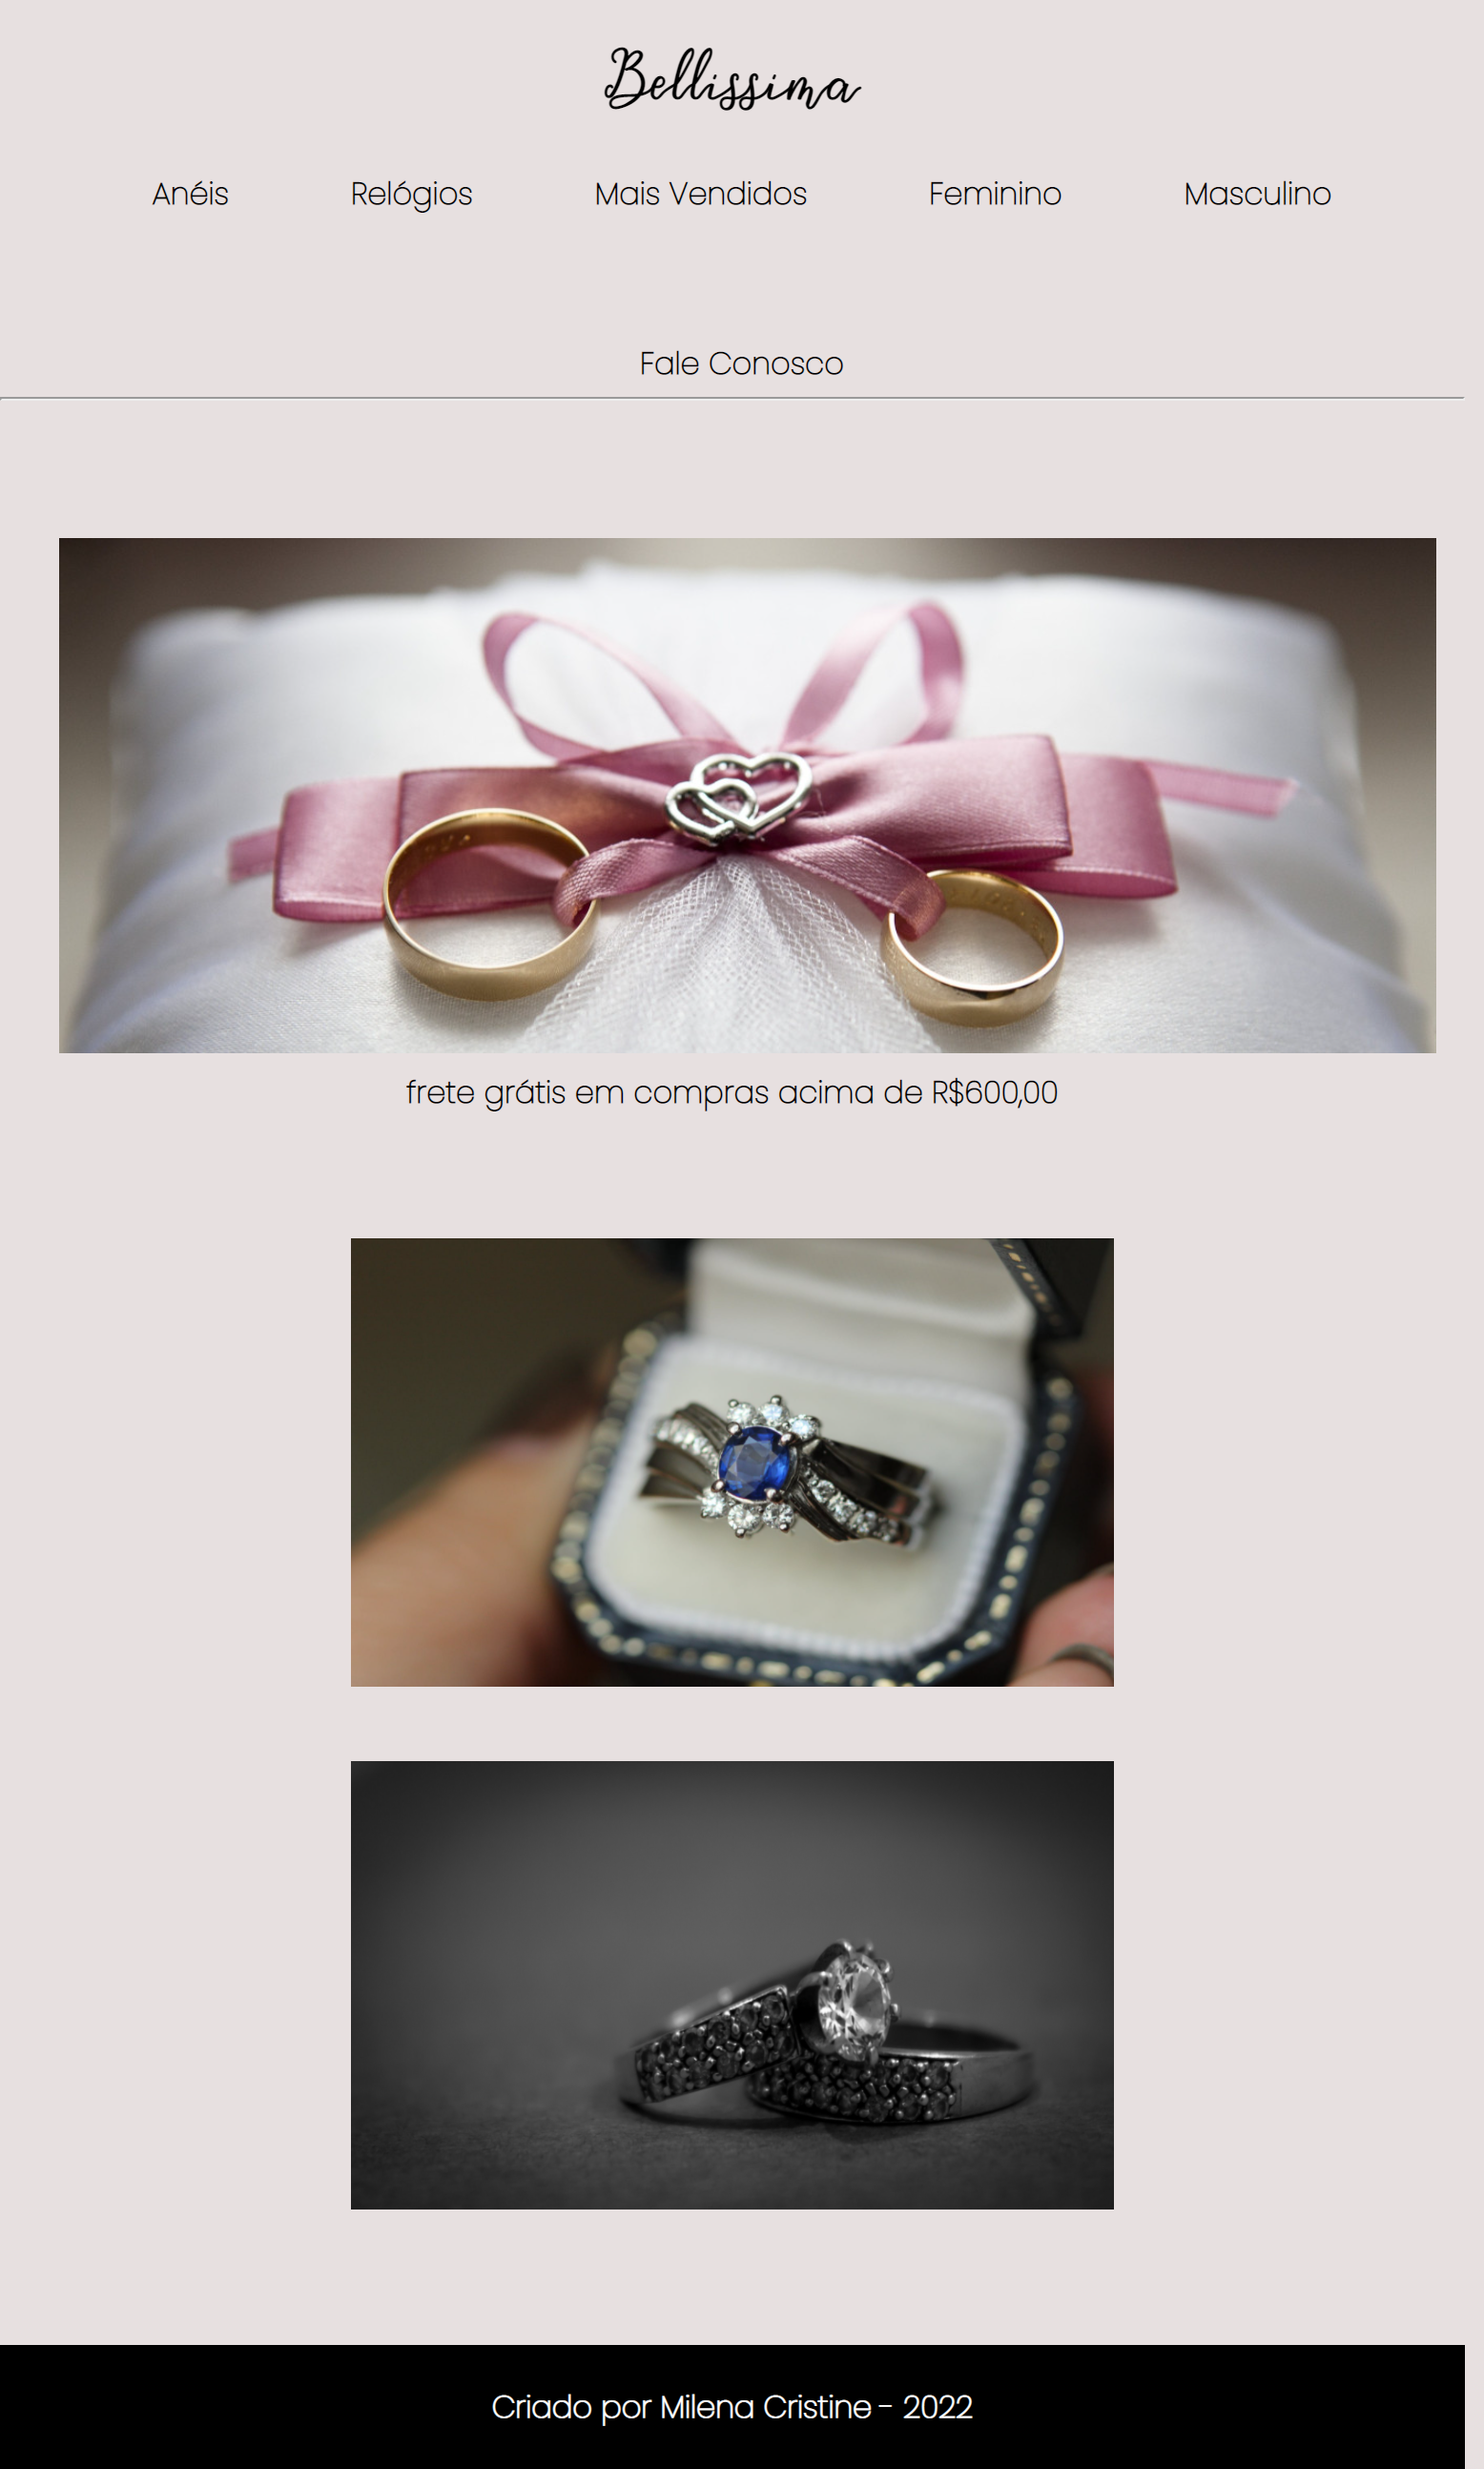 Bellissima
Anéis Relógios Mais Vendidos Feminino Masculino
Fale Conosco
frete grátis em compras acima de R$600,00
Criado por Milena Cristine - 2022